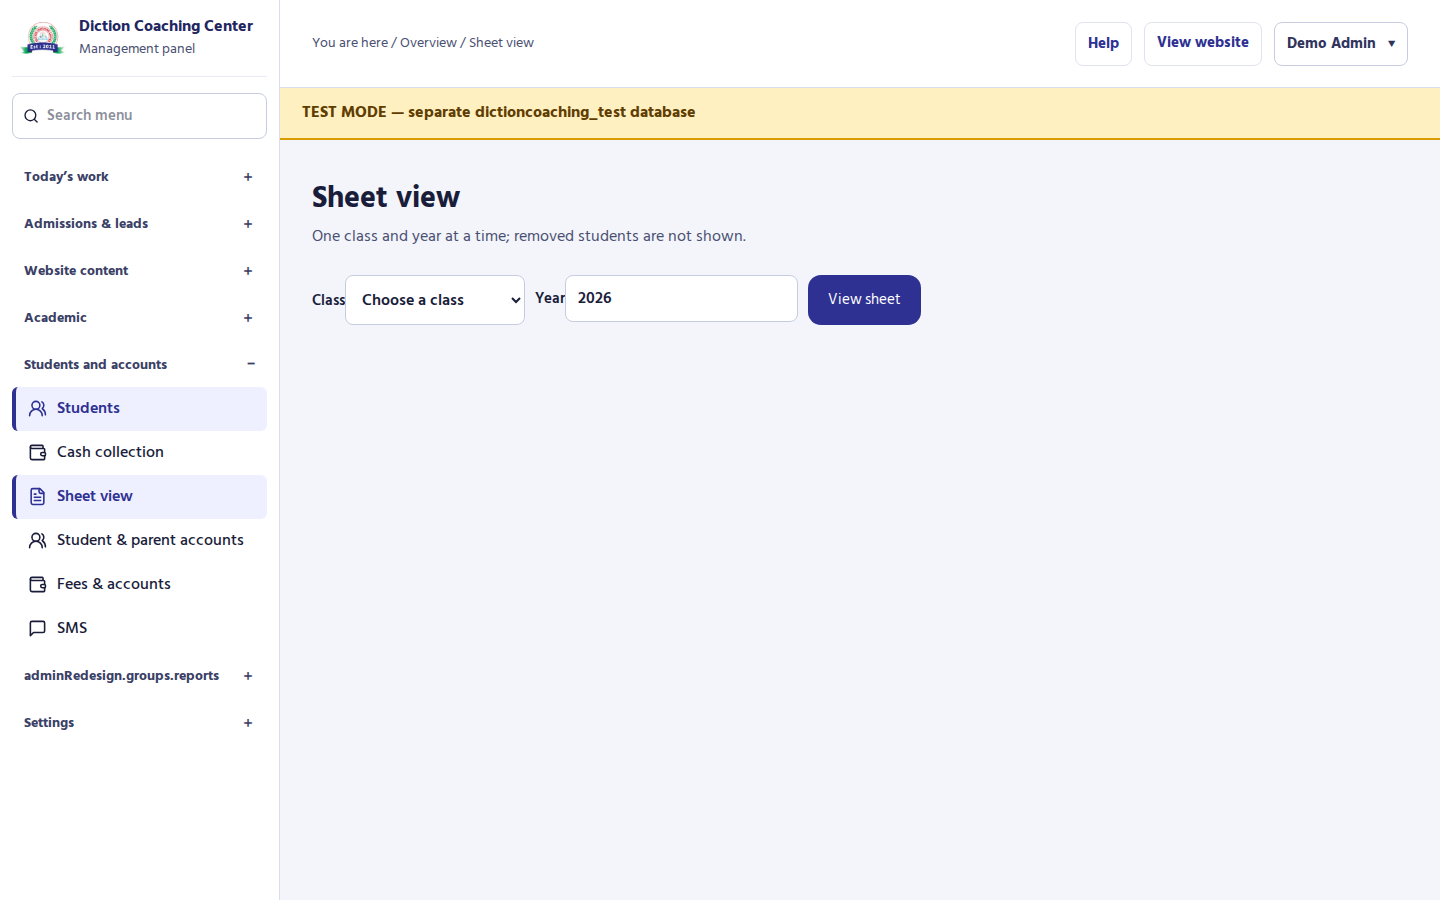 Diction Coaching Center
Management panel
Est : 2011
Search menu
Today's work +
Admissions & leads +
Website content +
Academic +
Students and accounts −
Students
Cash collection
Sheet view
Student & parent accounts
Fees & accounts
SMS
adminRedesign.groups.reports +
Settings +
You are here / Overview / Sheet view
Help
View website
Demo Admin ▾
TEST MODE — separate dictioncoaching_test database
Sheet view
One class and year at a time; removed students are not shown.
Class Choose a class Year 2026 View sheet